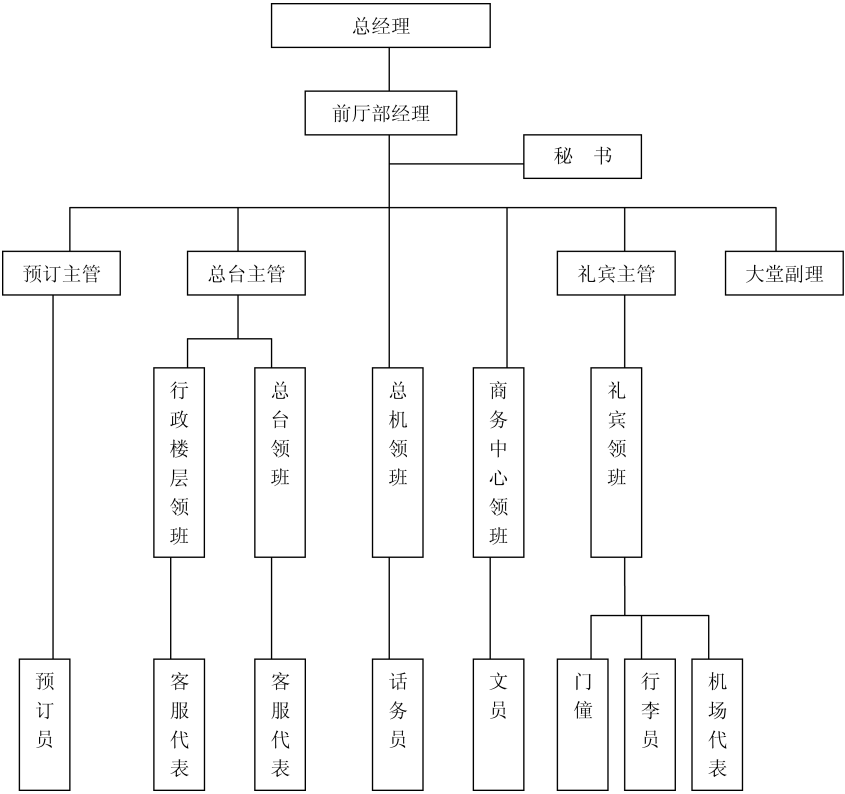 总经理
前厅部经理
秘 书
预订主管
总台主管
礼宾主管
大堂副理
行政楼层领班
总台领班
总机领班
商务中心领班
礼宾领班
预订员
客服代表
客服代表
话务员
文员
门僮
行李员
机场代表